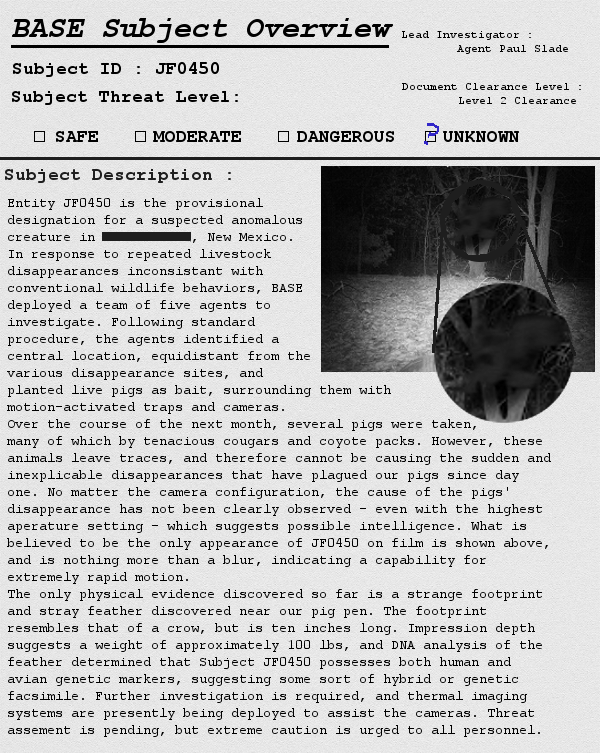 BASE Subject Overview
Lead Investigator :
Agent Paul Slade
Subject ID : JF0450
Subject Threat Level:
Document Clearance Level :
Level 2 Clearance
SAFE MODERATE DANGEROUS UNKNOWN
Subject Description :
Entity JF0450 is the provisional
designation for a suspected anomalous
creature in , New Mexico.
In response to repeated livestock
disappearances inconsistent with
conventional wildlife behaviors, BASE
deployed a team of five agents to
investigate. Following standard
procedure, the agents identified a
central location, equidistant from the
various disappearance sites, and
planted live pigs as bait, surrounding them with
motion-activated traps and cameras.
Over the course of the next month, several pigs were taken,
many of which by tenacious cougars and coyote packs. However, these
animals leave traces, and therefore cannot be causing the sudden and
inexplicable disappearances that have plagued our pigs since day
one. No matter the camera configuration, the cause of the pigs'
disappearance has not been clearly observed - even with the highest
aperature setting - which suggests possible intelligence. What is
believed to be the only appearance of JF0450 on film is shown above,
and is nothing more than a blur, indicating a capability for
extremely rapid motion.
The only physical evidence discovered so far is a strange footprint
and stray feather discovered near our pig pen. The footprint
resembles that of a crow, but is ten inches long. Impression depth
suggests a weight of approximately 100 lbs, and DNA analysis of the
feather determined that Subject JF0450 possesses both human and
avian genetic markers, suggesting some sort of hybrid or genetic
facsimile. Further investigation is required, and thermal imaging
systems are presently being deployed to assist the cameras. Threat
assement is pending, but extreme caution is urged to all personnel.